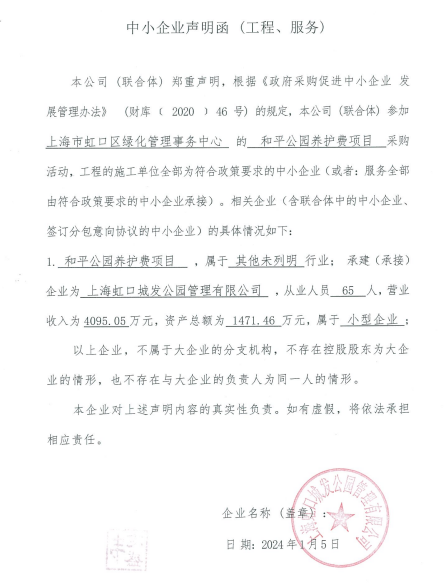 中小企业声明函 (工程、服务)
本公司 (联合体) 郑重声明, 根据《政府采购促进中小企业 发
展管理办法》 (财库﹝ 2020 ﹞46 号) 的规定, 本公司 (联合体) 参加
上海市虹口区绿化管理事务中心 的 和平公园养护费项目 采购
活动, 工程的施工单位全部为符合政策要求的中小企业 (或者: 服务全部
由符合政策要求的中小企业承接) 。相关企业 (含联合体中的中小企业、
签订分包意向协议的中小企业) 的具体情况如下:
1. 和平公园养护费项目 , 属于 其他未列明 行业; 承建 (承接)
企业为 上海虹口城发公园管理有限公司 , 从业人员 65 人, 营业
收入为 4095.05 万元, 资产总额为 1471.46 万元, 属于 小型企业 ;
以上企业, 不属于大企业的分支机构, 不存在控股股东为大企
业的情形, 也不存在与大企业的负责人为同一人的情形。
本企业对上述声明内容的真实性负责。如有虚假, 将依法承担
相应责任。
企业名称 (盖章) :
日 期: 2024 年 1 月 5 日
上海虹口城发公园管理有限公司